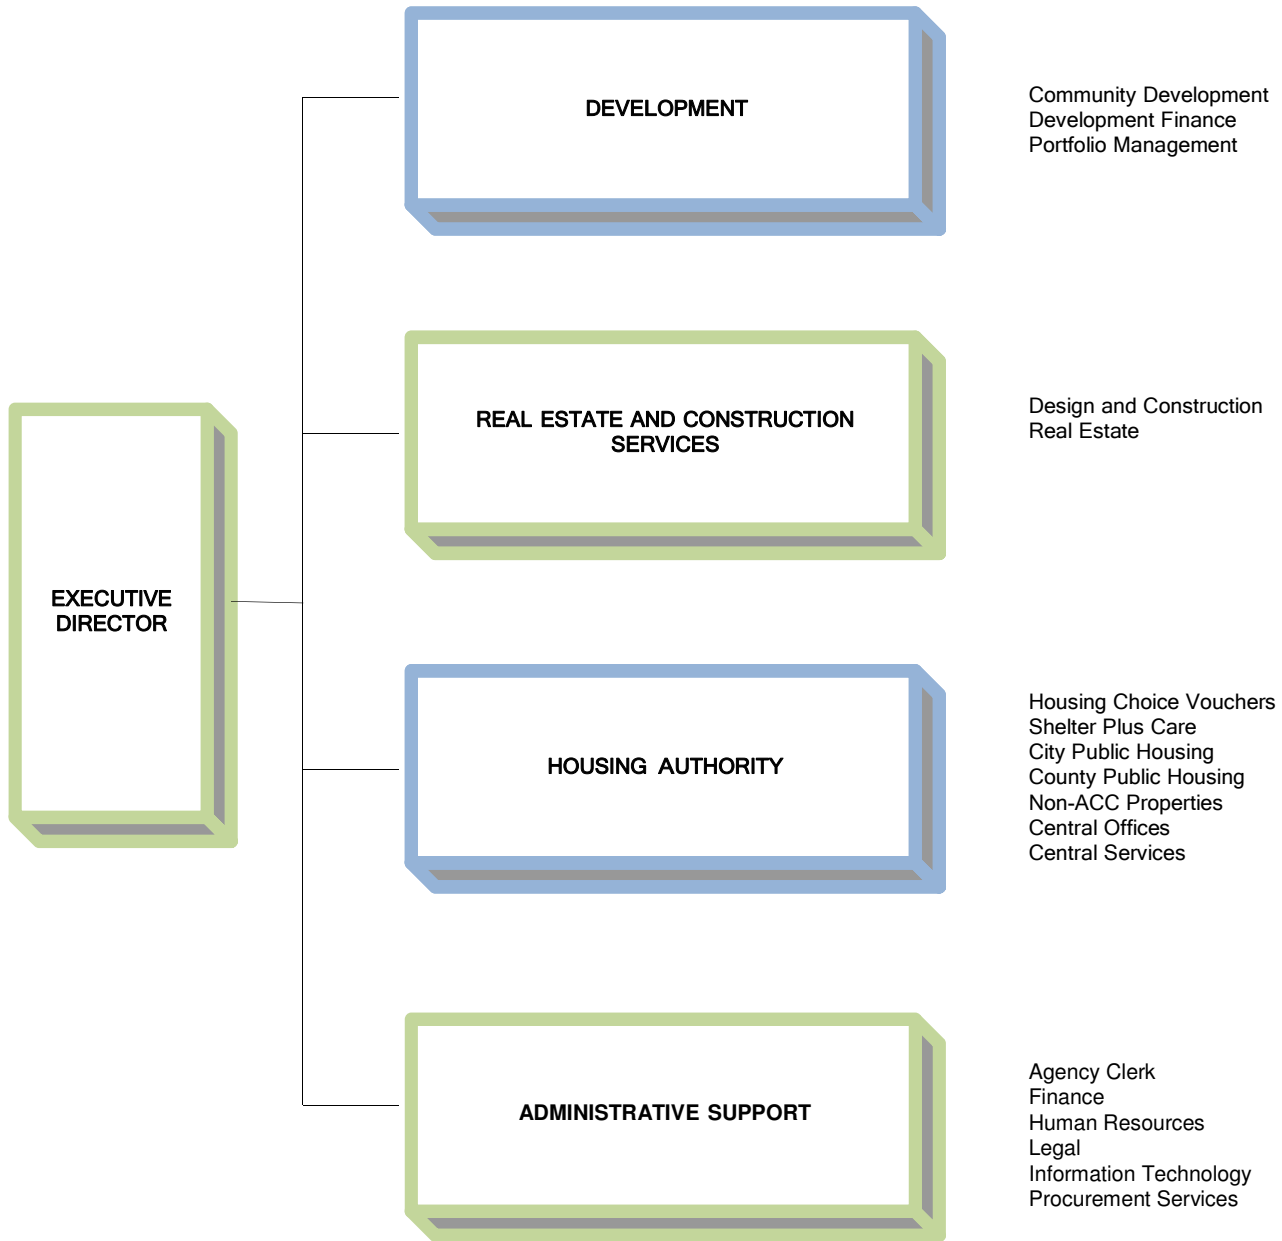 DEVELOPMENT
Community Development
Development Finance
Portfolio Management
REAL ESTATE AND CONSTRUCTION
SERVICES
Design and Construction
Real Estate
EXECUTIVE
DIRECTOR
HOUSING AUTHORITY
Housing Choice Vouchers
Shelter Plus Care
City Public Housing
County Public Housing
Non-ACC Properties
Central Offices
Central Services
ADMINISTRATIVE SUPPORT
Agency Clerk
Finance
Human Resources
Legal
Information Technology
Procurement Services